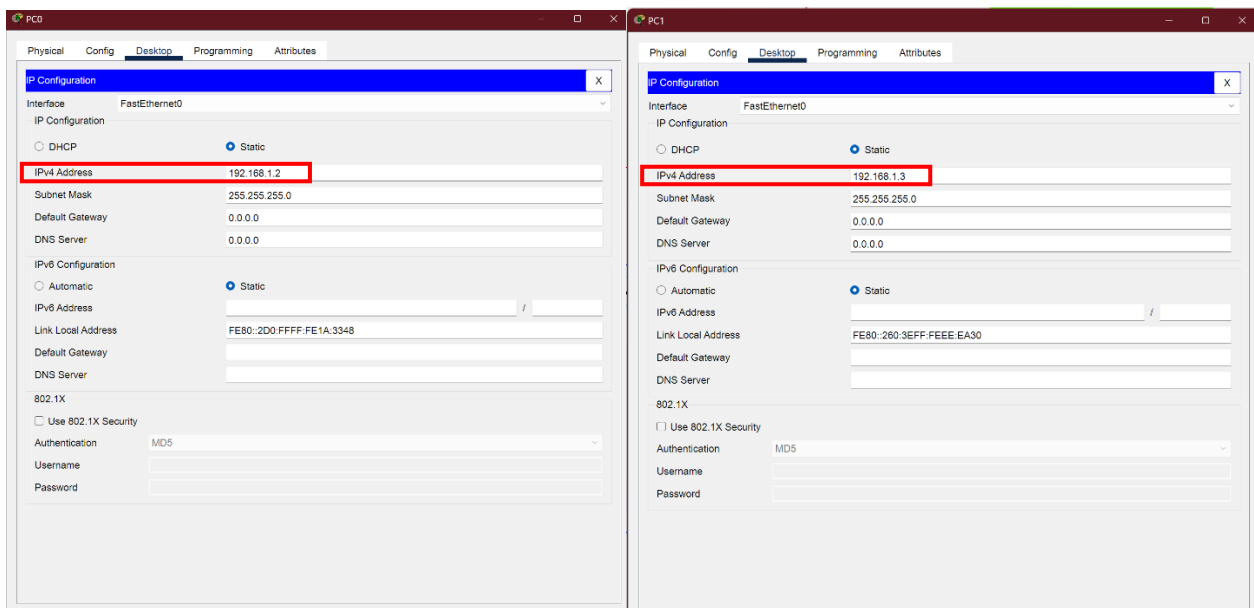 PC0
Physical Config Desktop Programming Attributes
IP Configuration X
Interface FastEthernet0
IP Configuration
DHCP Static
IPv4 Address 192.168.1.2
Subnet Mask 255.255.255.0
Default Gateway 0.0.0.0
DNS Server 0.0.0.0
IPv6 Configuration
Automatic Static
IPv6 Address /
Link Local Address FE80::2D0:FFFF:FE1A:3348
Default Gateway
DNS Server
802.1X
Use 802.1X Security
Authentication MD5
Username
Password
PC1
Physical Config Desktop Programming Attributes
IP Configuration X
Interface FastEthernet0
IP Configuration
DHCP Static
IPv4 Address 192.168.1.3
Subnet Mask 255.255.255.0
Default Gateway 0.0.0.0
DNS Server 0.0.0.0
IPv6 Configuration
Automatic Static
IPv6 Address /
Link Local Address FE80::260:3EFF:FEEE:EA30
Default Gateway
DNS Server
802.1X
Use 802.1X Security
Authentication MD5
Username
Password